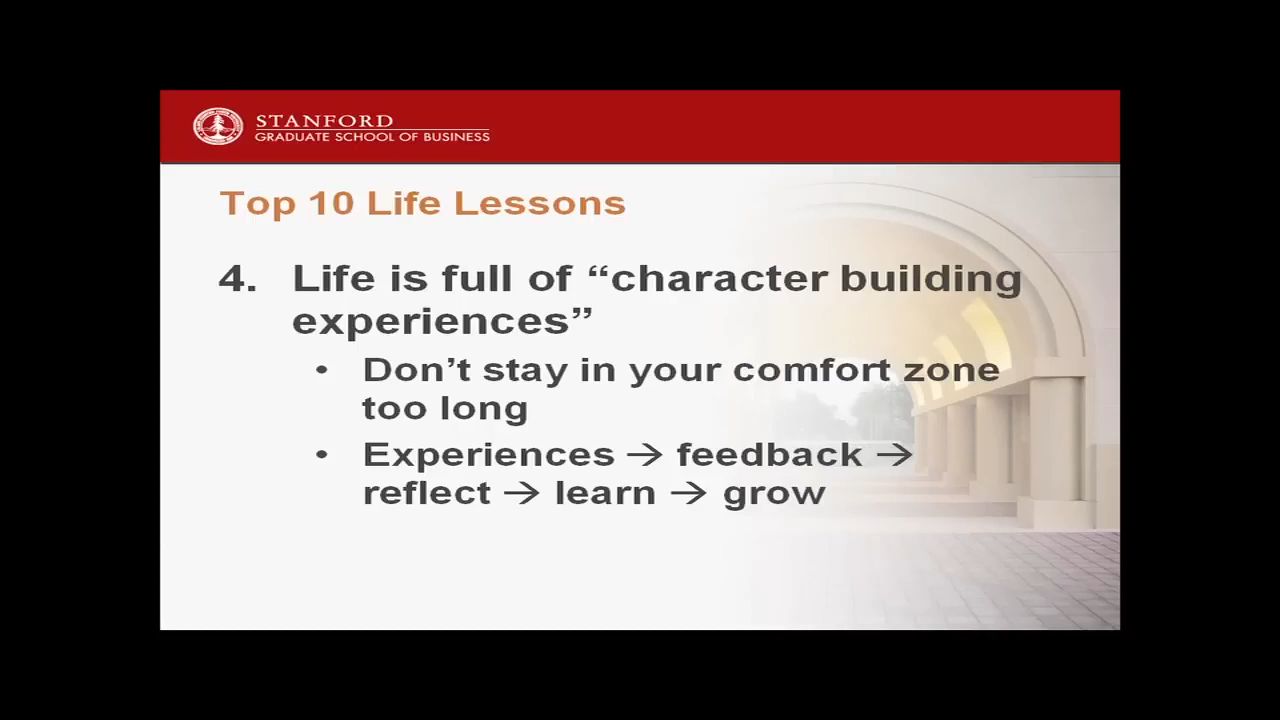 STANFORD
GRADUATE SCHOOL OF BUSINESS
Top 10 Life Lessons
4. Life is full of “character building
experiences”
• Don’t stay in your comfort zone
too long
• Experiences → feedback →
reflect → learn → grow